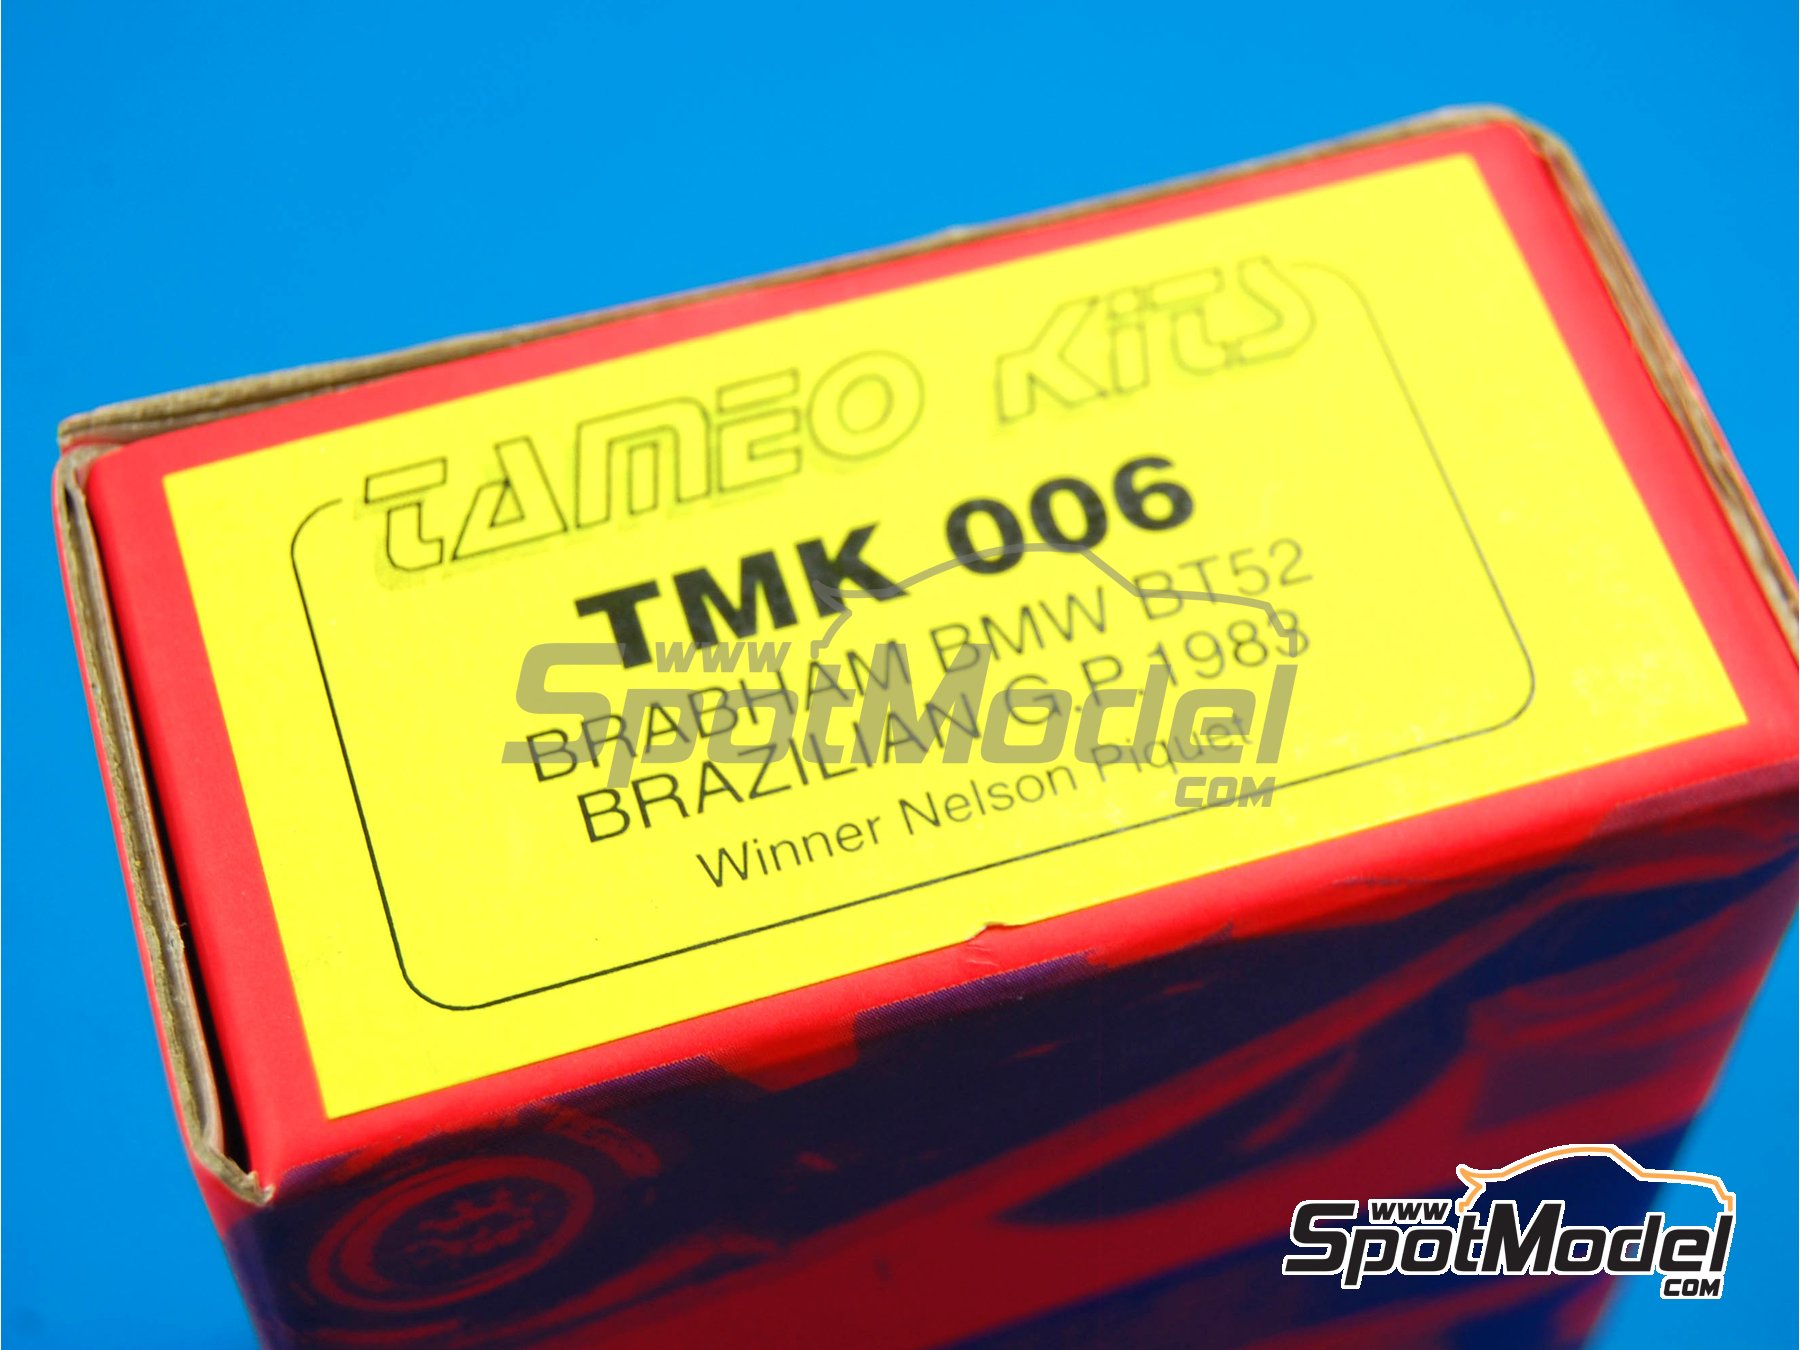 TAMEO KITS
TMK 006
BRABHAM BMW BT52
BRAZILIAN G.P.1983
Winner Nelson Piquet
www
SpotModel
.COM
www
SpotModel
.COM